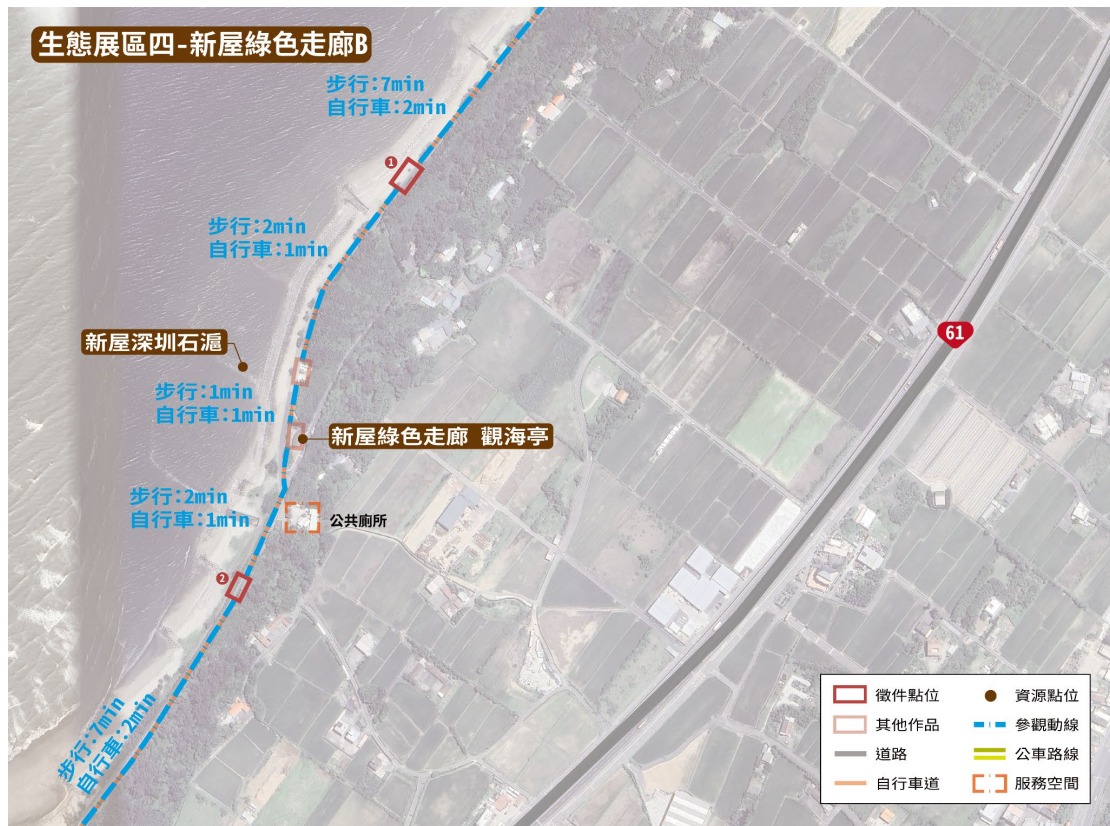 生態展區四-新屋綠色走廊B
步行:7min
自行車:2min
1
步行:2min
自行車:1min
61
新屋深圳石滬
步行:1min
自行車:1min
新屋綠色走廊 觀海亭
步行:2min
自行車:1min
公共廁所
2
步行:7min
自行車:2min
徵件點位
資源點位
其他作品
參觀動線
道路
公車路線
自行車道
服務空間